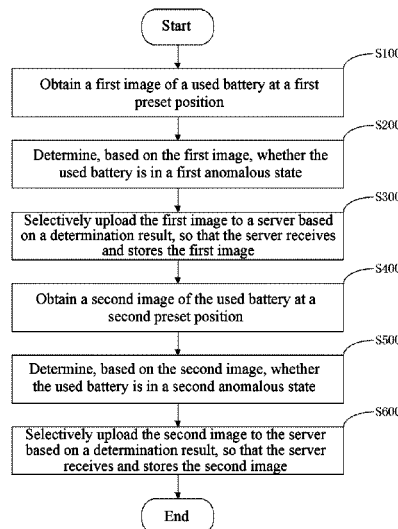 Start
S100
Obtain a first image of a used battery at a first
preset position
S200
Determine, based on the first image, whether the
used battery is in a first anomalous state
S300
Selectively upload the first image to a server based
on a determination result, so that the server receives
and stores the first image
S400
Obtain a second image of the used battery at a
second preset position
S500
Determine, based on the second image, whether
the used battery is in a second anomalous state
S600
Selectively upload the second image to the server
based on a determination result, so that the server
receives and stores the second image
End